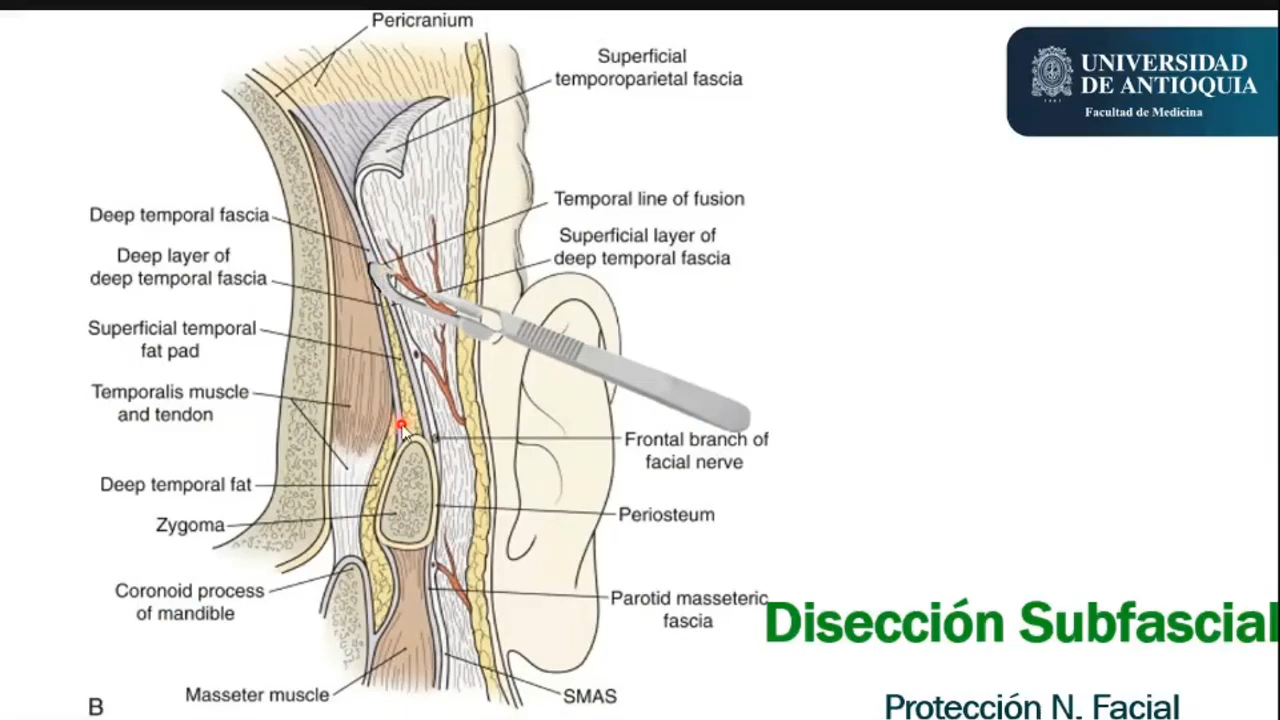 Pericranium
Superficial
temporoparietal fascia
UNIVERSIDAD
DE ANTIOQUIA
Facultad de Medicina
Deep temporal fascia
Deep layer of
deep temporal fascia
Superficial temporal
fat pad
Temporalis muscle
and tendon
Deep temporal fat
Zygoma
Coronoid process
of mandible
Masseter muscle
Temporal line of fusion
Superficial layer of
deep temporal fascia
Frontal branch of
facial nerve
Periosteum
Parotid masseteric
fascia
SMAS
B
Disección Subfascial
Protección N. Facial